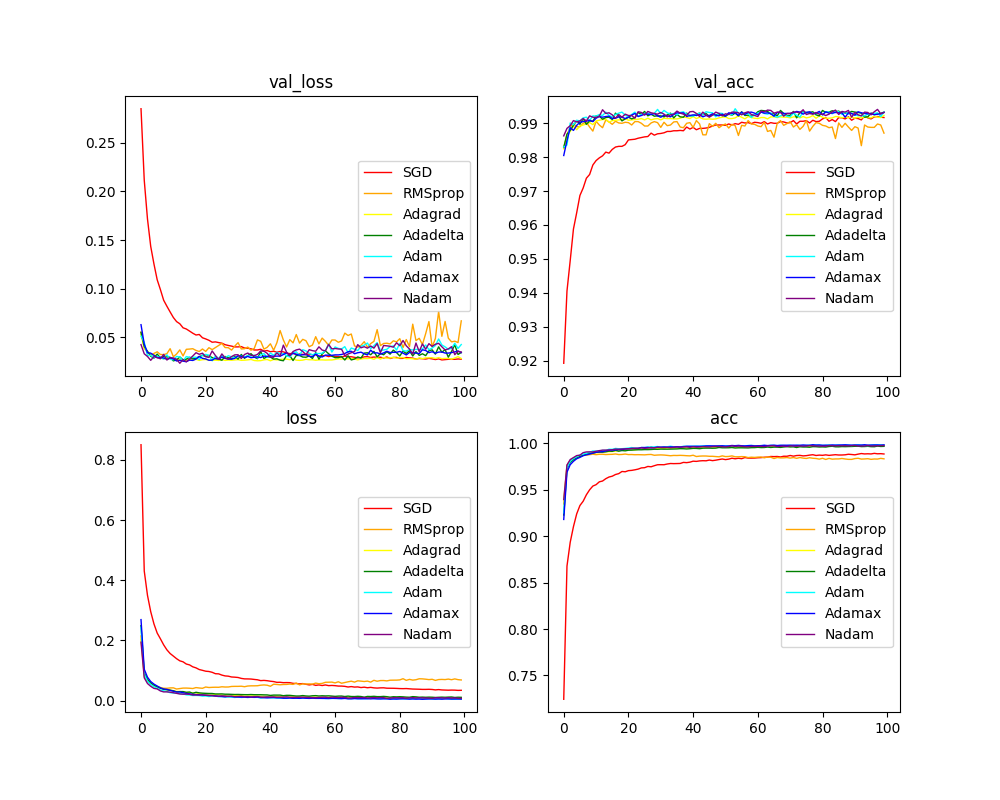 val_loss
0.25
0.20
0.15
0.10
0.05
0 20 40 60 80 100
SGD
RMSprop
Adagrad
Adadelta
Adam
Adamax
Nadam
val_acc
0.99
0.98
0.97
0.96
0.95
0.94
0.93
0.92
0 20 40 60 80 100
SGD
RMSprop
Adagrad
Adadelta
Adam
Adamax
Nadam
loss
0.8
0.6
0.4
0.2
0.0
0 20 40 60 80 100
SGD
RMSprop
Adagrad
Adadelta
Adam
Adamax
Nadam
acc
1.00
0.95
0.90
0.85
0.80
0.75
0 20 40 60 80 100
SGD
RMSprop
Adagrad
Adadelta
Adam
Adamax
Nadam